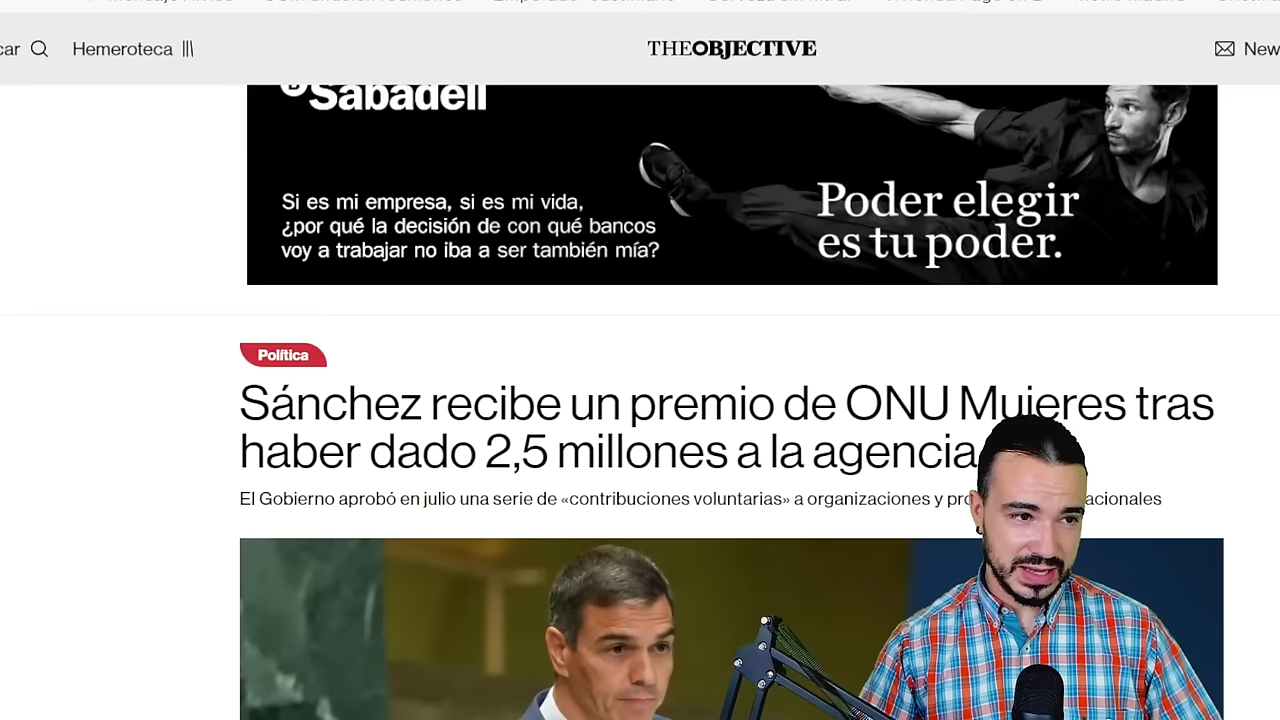 Hemeroteca
THE OBJECTIVE
New
Sabadell
Si es mi empresa, si es mi vida,
¿por qué la decisión de con qué bancos
voy a trabajar no iba a ser también mía?
Poder elegir
es tu poder.
Política
Sánchez recibe un premio de ONU Mujeres tras
haber dado 2,5 millones a la agencia
El Gobierno aprobó en julio una serie de «contribuciones voluntarias» a organizaciones y